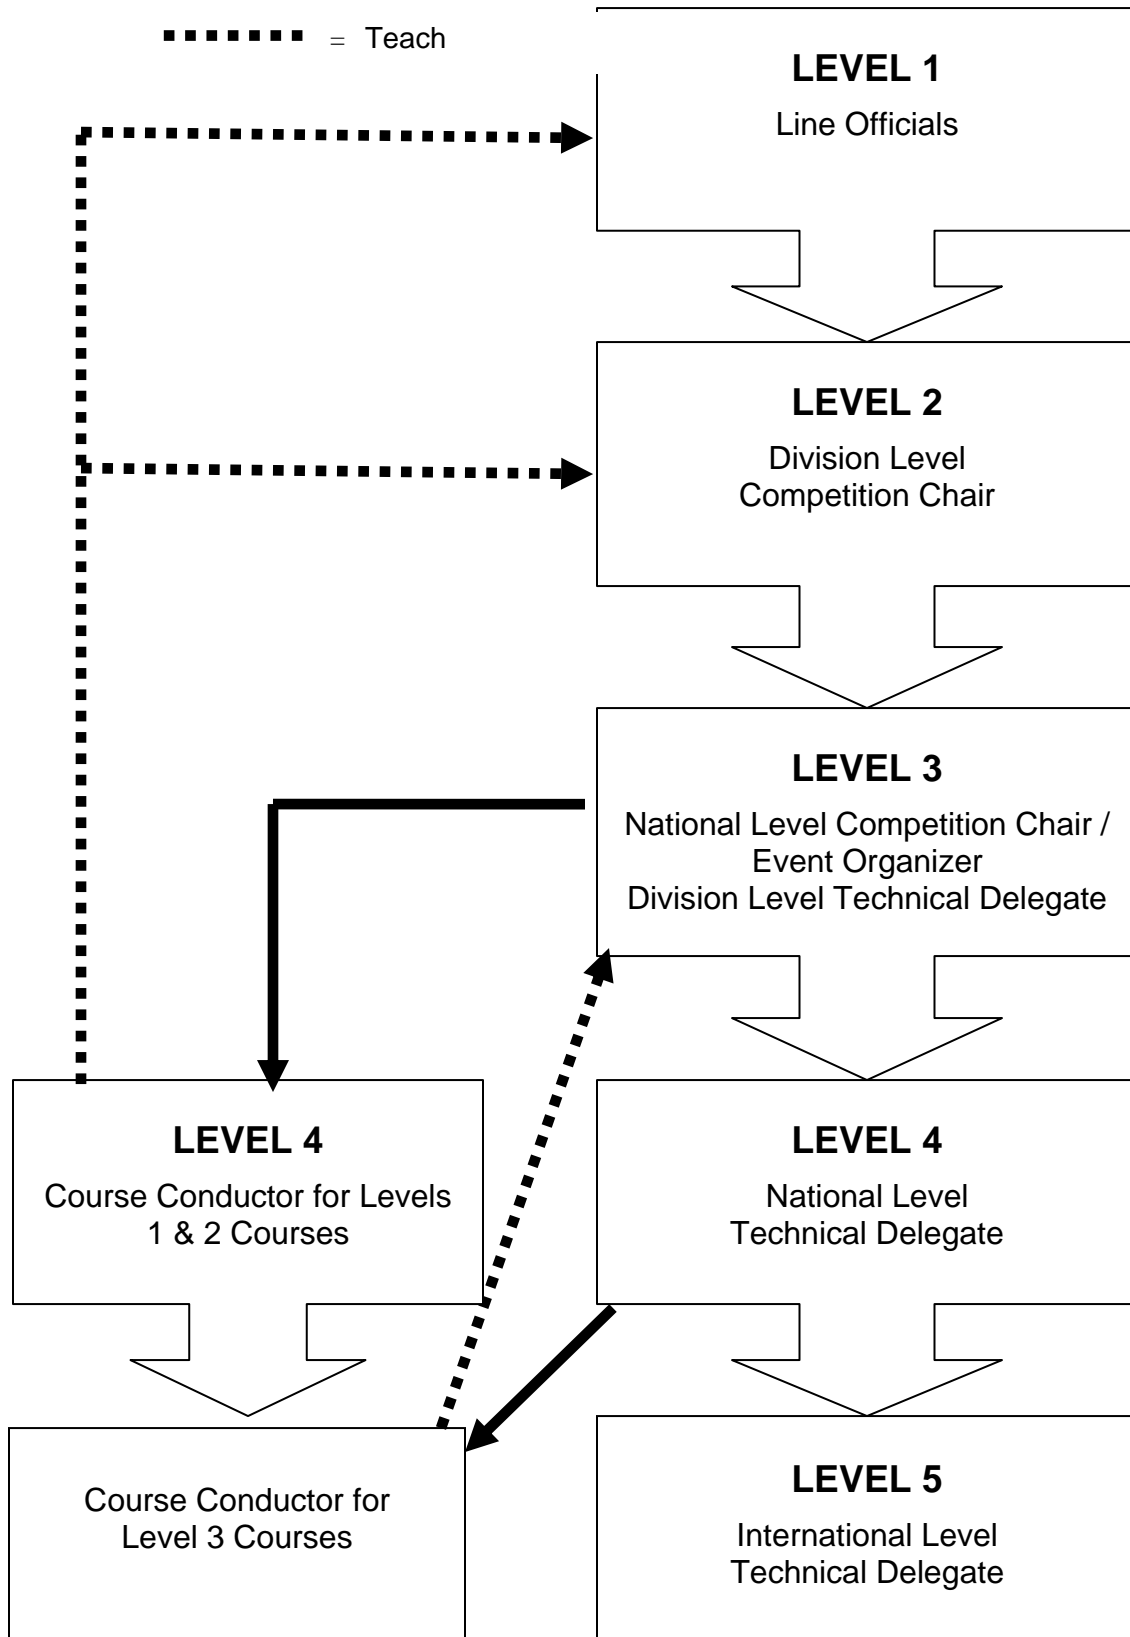 = Teach
LEVEL 1
Line Officials
LEVEL 2
Division Level
Competition Chair
LEVEL 3
National Level Competition Chair /
Event Organizer
Division Level Technical Delegate
LEVEL 4
Course Conductor for Levels
1 & 2 Courses
LEVEL 4
National Level
Technical Delegate
Course Conductor for
Level 3 Courses
LEVEL 5
International Level
Technical Delegate